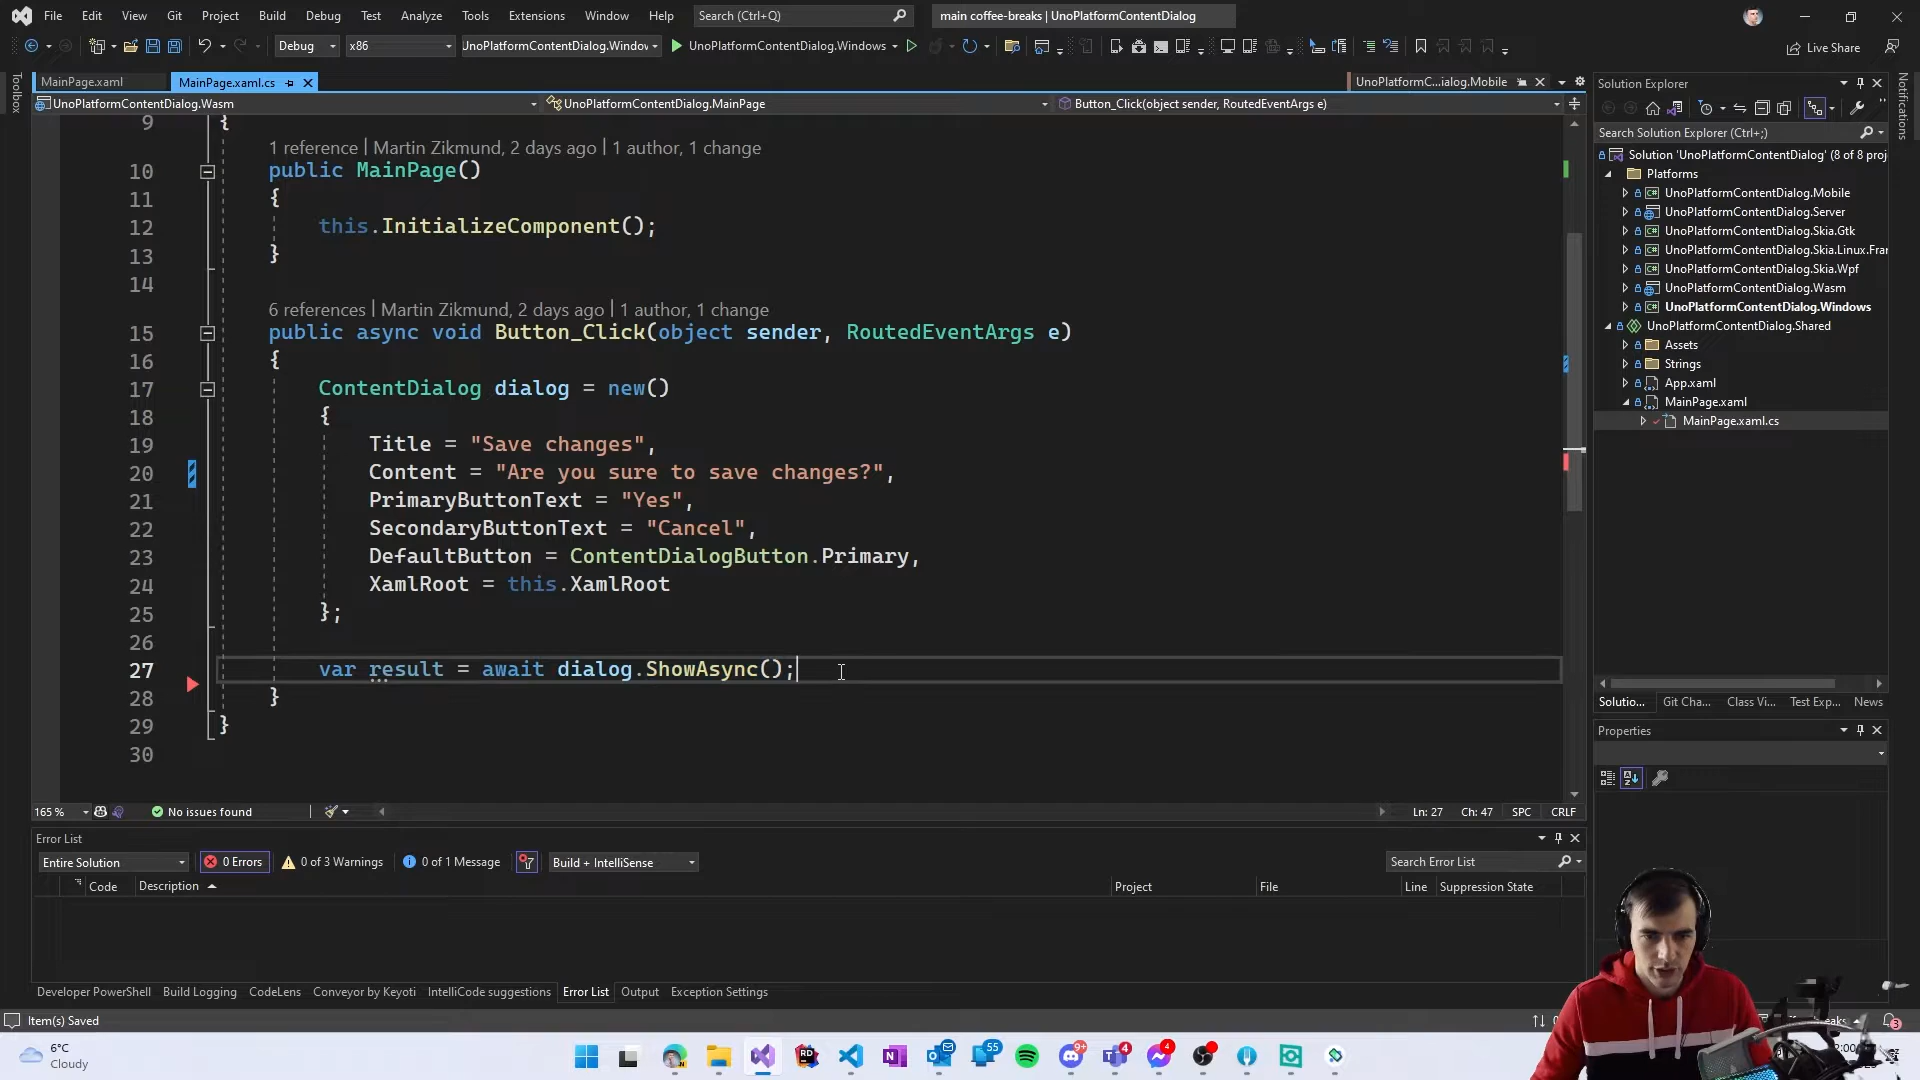 File Edit View Git Project Build Debug Test Analyze Tools Extensions Window Help Search (Ctrl+Q) main coffee-breaks | UnoPlatformContentDialog
Debug x86 UnoPlatformContentDialog.Windov UnoPlatformContentDialog.Windows Live Share
MainPage.xaml MainPage.xaml.cs UnoPlatformC...ialog.Mobile
UnoPlatformContentDialog.Wasm UnoPlatformContentDialog.MainPage Button_Click(object sender, RoutedEventArgs e)
Toolbox
9 {
1 reference | Martin Zikmund, 2 days ago | 1 author, 1 change
10 public MainPage()
11 {
12 this.InitializeComponent();
13 }
14
6 references | Martin Zikmund, 2 days ago | 1 author, 1 change
15 public async void Button_Click(object sender, RoutedEventArgs e)
16 {
17 ContentDialog dialog = new()
18 {
19 Title = "Save changes",
20 Content = "Are you sure to save changes?",
21 PrimaryButtonText = "Yes",
22 SecondaryButtonText = "Cancel",
23 DefaultButton = ContentDialogButton.Primary,
24 XamlRoot = this.XamlRoot
25 };
26
27 var result = await dialog.ShowAsync();
28 }
29 }
30
165 % No issues found Ln: 27 Ch: 47 SPC CRLF
Error List
Entire Solution 0 Errors 0 of 3 Warnings 0 of 1 Message Build + IntelliSense Search Error List
Code Description Project File Line Suppression State
Developer PowerShell Build Logging CodeLens Conveyor by Keyoti IntelliCode suggestions Error List Output Exception Settings
Item(s) Saved
Solution Explorer
Search Solution Explorer (Ctrl+;)
Solution 'UnoPlatformContentDialog' (8 of 8 proj
Platforms
UnoPlatformContentDialog.Mobile
UnoPlatformContentDialog.Server
UnoPlatformContentDialog.Skia.Gtk
UnoPlatformContentDialog.Skia.Linux.Frar
UnoPlatformContentDialog.Skia.Wpf
UnoPlatformContentDialog.Wasm
UnoPlatformContentDialog.Windows
UnoPlatformContentDialog.Shared
Assets
Strings
App.xaml
MainPage.xaml
MainPage.xaml.cs
Solutio... Git Cha... Class Vi... Test Exp... News
Properties
Notifications
6°C
Cloudy
55
9+
4
4
3